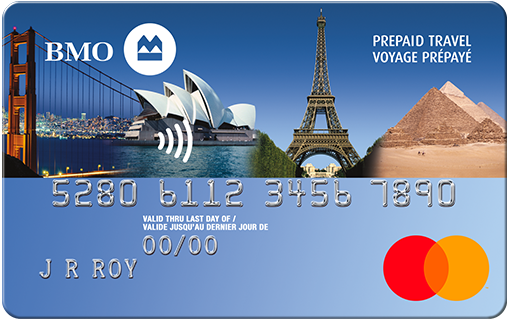 BMO
PREPAID TRAVEL
VOYAGE PRÉPAYÉ
5280 6112 3456 7890
VALID THRU LAST DAY OF /
VALIDE JUSQU'AU DERNIER JOUR DE
00/00
J R ROY